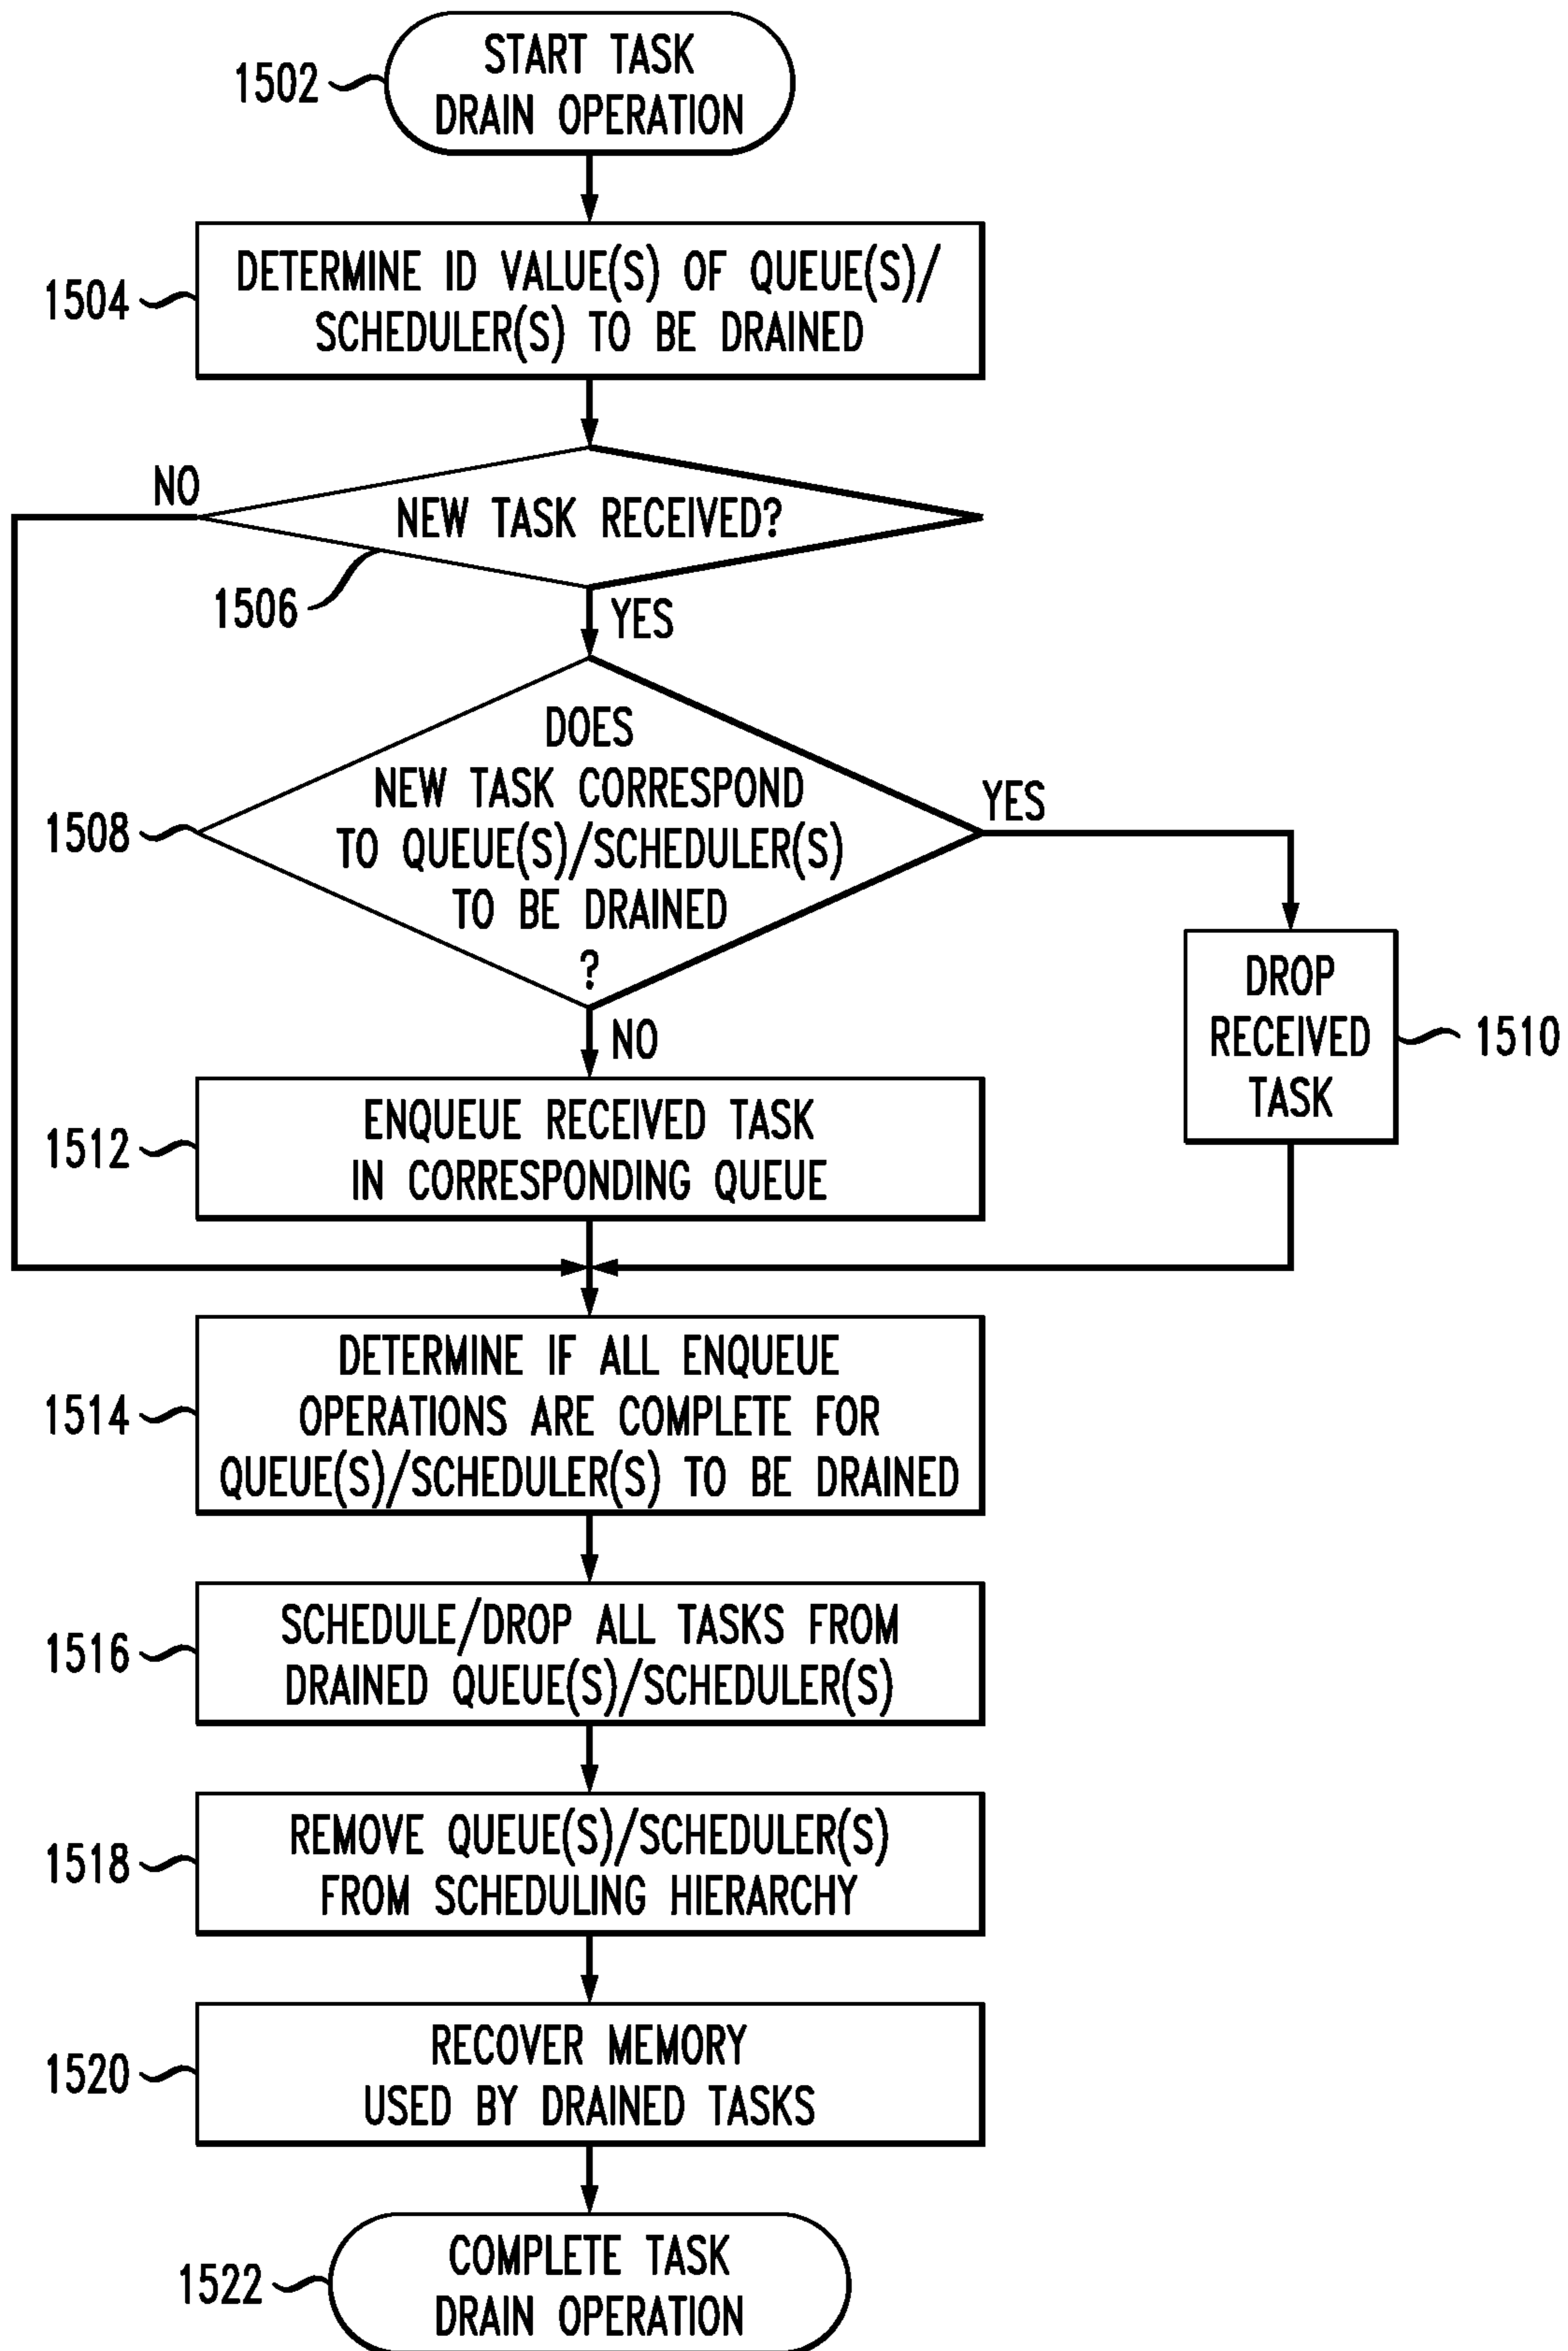 START TASK
DRAIN OPERATION
1502
DETERMINE ID VALUE(S) OF QUEUE(S)/
SCHEDULER(S) TO BE DRAINED
1504
NO
NEW TASK RECEIVED?
1506
YES
DOES
NEW TASK CORRESPOND
TO QUEUE(S)/SCHEDULER(S)
TO BE DRAINED
?
1508
YES
DROP
RECEIVED
TASK
1510
NO
ENQUEUE RECEIVED TASK
IN CORRESPONDING QUEUE
1512
DETERMINE IF ALL ENQUEUE
OPERATIONS ARE COMPLETE FOR
QUEUE(S)/SCHEDULER(S) TO BE DRAINED
1514
SCHEDULE/DROP ALL TASKS FROM
DRAINED QUEUE(S)/SCHEDULER(S)
1516
REMOVE QUEUE(S)/SCHEDULER(S)
FROM SCHEDULING HIERARCHY
1518
RECOVER MEMORY
USED BY DRAINED TASKS
1520
COMPLETE TASK
DRAIN OPERATION
1522